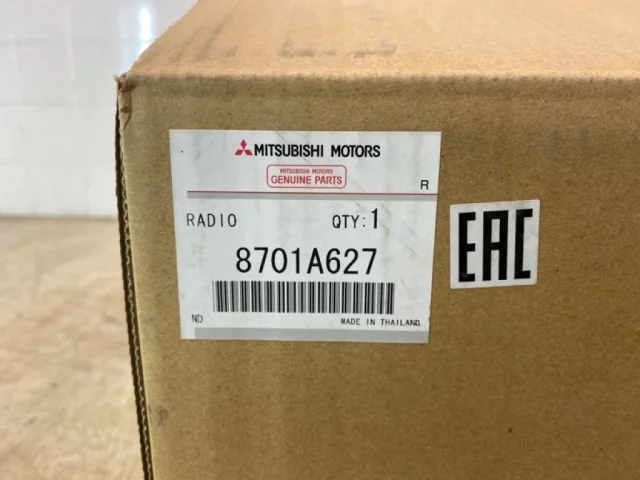 MITSUBISHI MOTORS
MITSUBISHI MOTORS
GENUINE PARTS
R
RADIO QTY:1
8701A627
ND MADE IN THAILAND.
EAC